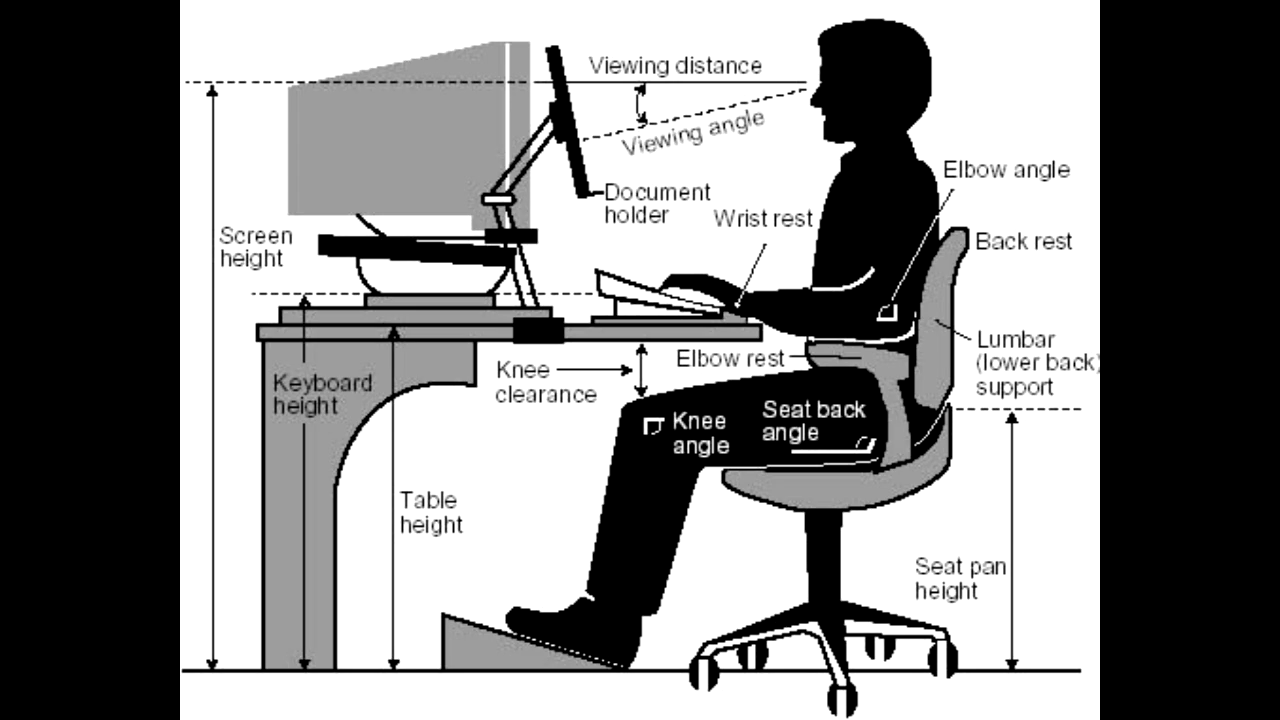 Viewing distance
Viewing angle
Elbow angle
Document
holder
Wrist rest
Screen
height
Back rest
Lumbar
(lower back)
support
Elbow rest
Knee
clearance
Keyboard
height
Knee
angle
Seat back
angle
Table
height
Seat pan
height